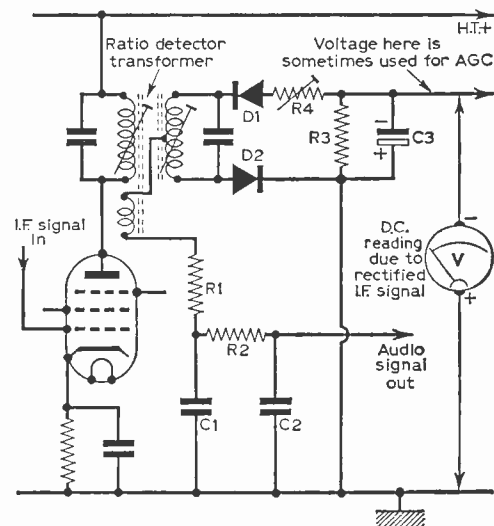 H.T.+
Ratio detector
transformer
Voltage here is
sometimes used for AGC
D1
R4
R3
-
+
C3
D2
I.F. signal
in
R1
D.C.
reading
due to
rectified
I.F. signal
-
V
+
R2
Audio
signal
out
C1
C2